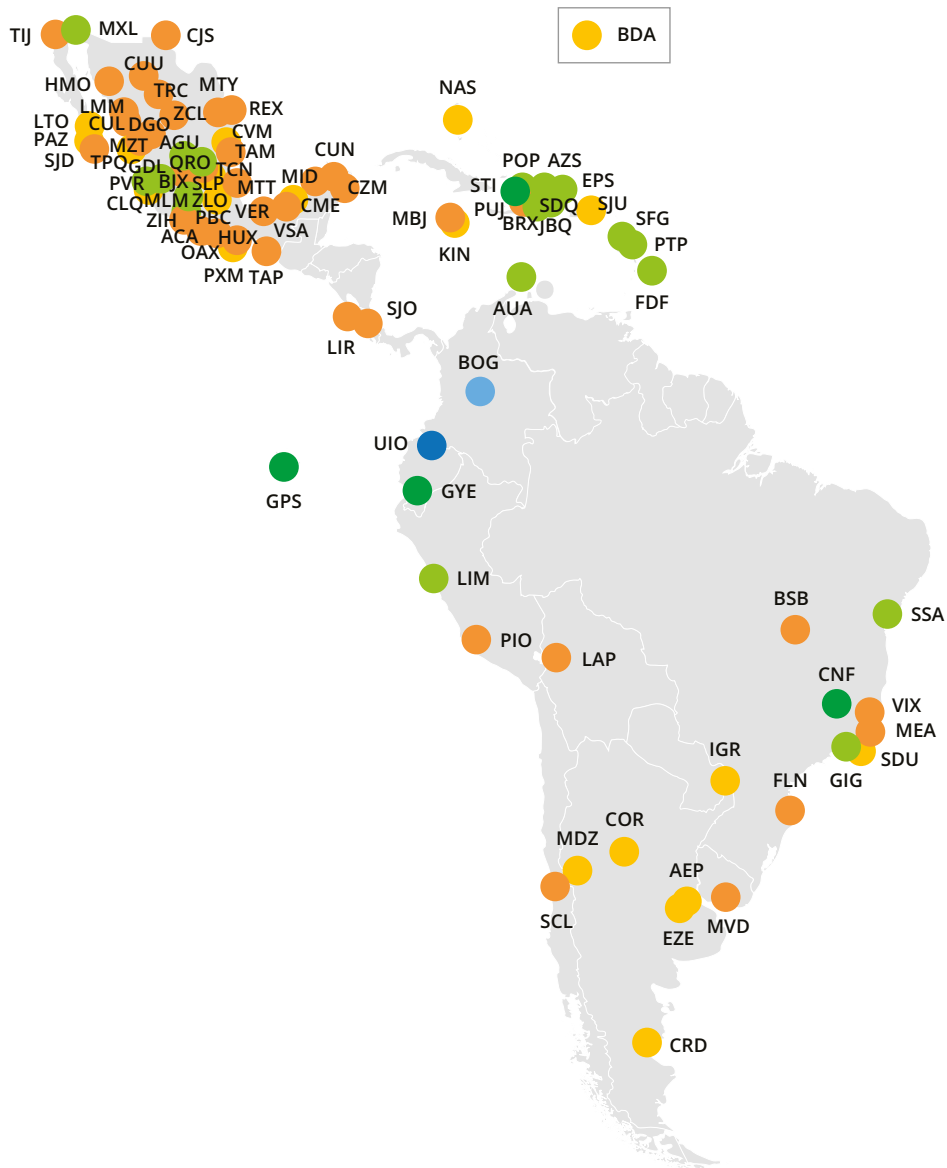 BDA
TIJ
MXL
CJS
CUU
HMO
TRC
MTY
NAS
LMM
ZCL
REX
LTO
CUL
DGO
CVM
PAZ
MZT
AGU
TAM
SJD
TPQ
GDL
QRO
TCN
MID
CUN
PVR
BJX
SLP
MTT
CZM
CLQ
MLM
ZLO
CME
ZIH
PBC
VER
VSA
ACA
HUX
OAX
PXM
TAP
POP
AZS
STI
EPS
PUJ
SDQ
SJU
MBJ
BRX
JBQ
SFG
KIN
PTP
AUA
FDF
SJO
LIR
BOG
UIO
GPS
GYE
LIM
BSB
SSA
PIO
LAP
CNF
VIX
MEA
IGR
SDU
FLN
GIG
COR
MDZ
AEP
SCL
MVD
EZE
CRD